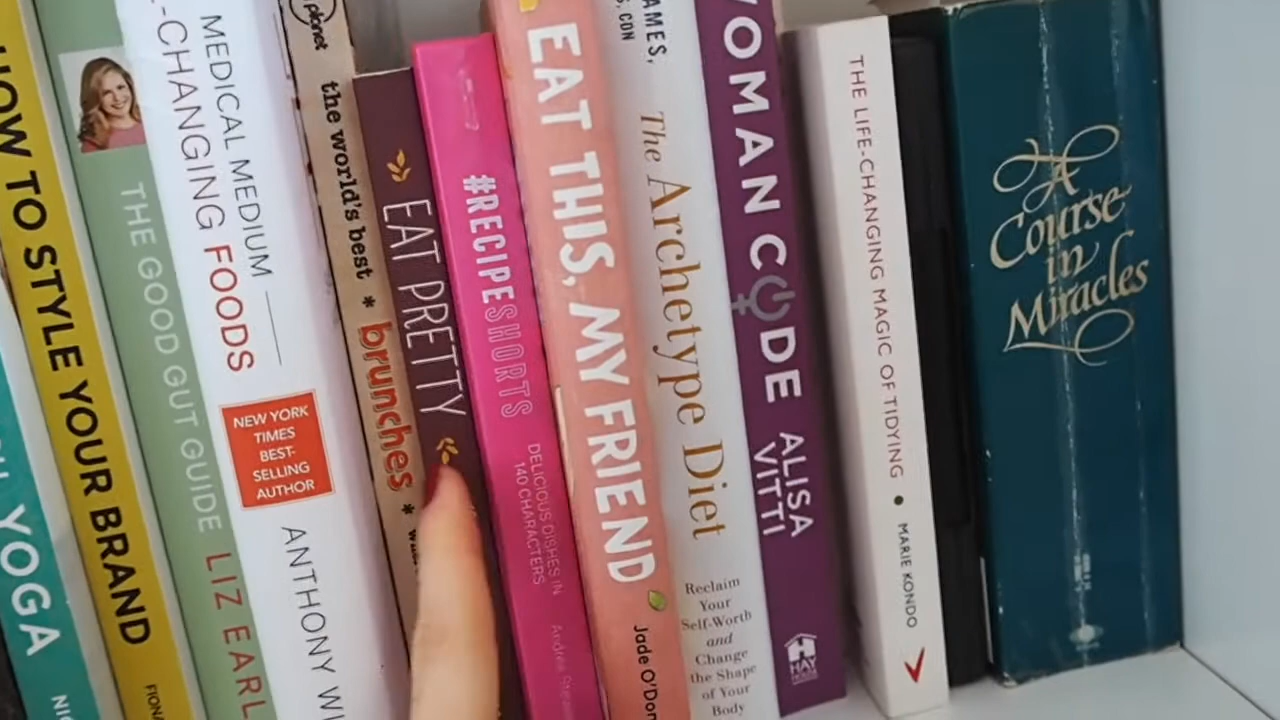 YOGA
HOW TO STYLE YOUR BRAND
THE GOOD GUT GUIDE LIZ EARL
MEDICAL MEDIUM
-CHANGING FOODS
NEW YORK
TIMES
BEST-
SELLING
AUTHOR
ANTHONY
planet
the world's best * brunches *
EAT PRETTY
#RECIPESHORTS
DELICIOUS DISHES IN
140 CHARACTERS
EAT THIS, MY FRIEND
Jade O'Don
AMES,
CDN
The Archetype Diet
Reclaim
Your
Self-Worth
and
Change
the Shape
of Your
Body
WOMAN CODE
ALISA
VITTI
HAY
HOUSE
THE LIFE-CHANGING MAGIC OF TIDYING • MARIE KONDO
A
Course
in
Miracles